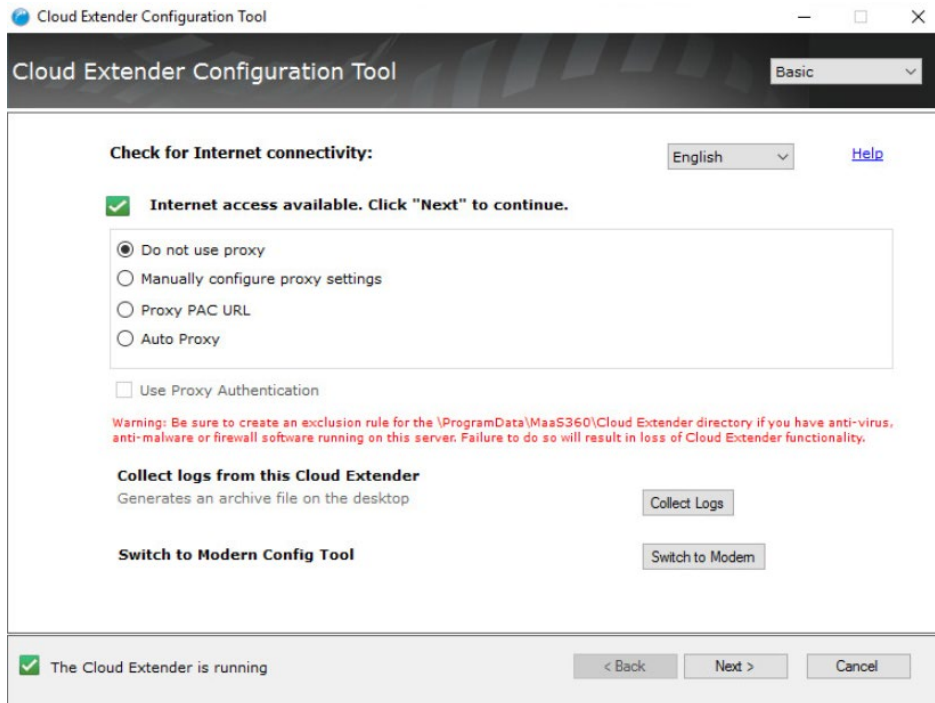 Cloud Extender Configuration Tool
Cloud Extender Configuration Tool
Basic
Check for Internet connectivity:
English
Help
Internet access available. Click "Next" to continue.
Do not use proxy
Manually configure proxy settings
Proxy PAC URL
Auto Proxy
Use Proxy Authentication
Warning: Be sure to create an exclusion rule for the \ProgramData\MaaS360\Cloud Extender directory if you have anti-virus,
anti-malware or firewall software running on this server. Failure to do so will result in loss of Cloud Extender functionality.
Collect logs from this Cloud Extender
Generates an archive file on the desktop
Collect Logs
Switch to Modern Config Tool
Switch to Modern
The Cloud Extender is running
< Back
Next >
Cancel